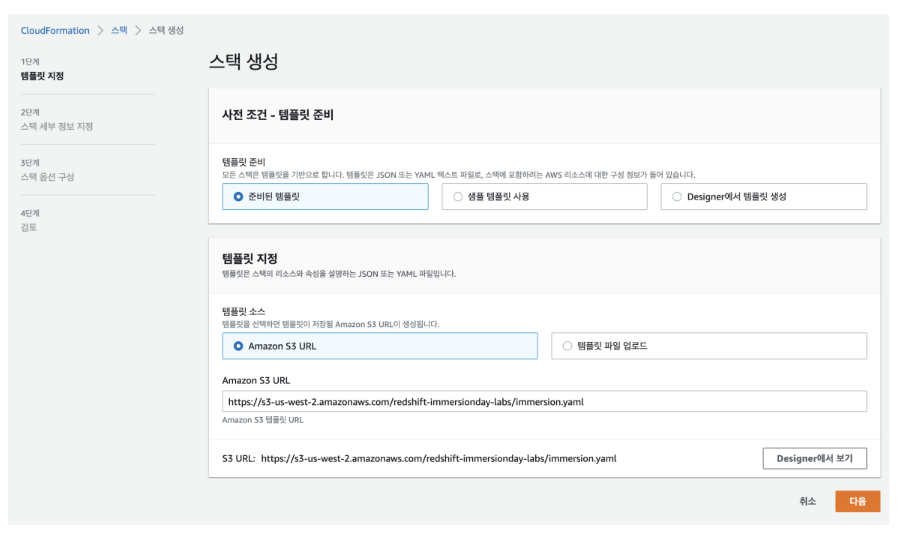 CloudFormation > 스택 > 스택 생성
1단계
템플릿 지정
2단계
스택 세부 정보 지정
3단계
스택 옵션 구성
4단계
검토
스택 생성
사전 조건 - 템플릿 준비
템플릿 준비
모든 스택은 템플릿을 기반으로 합니다. 템플릿은 JSON 또는 YAML 텍스트 파일로, 스택에 포함하려는 AWS 리소스에 대한 구성 정보가 들어 있습니다.
준비된 템플릿
샘플 템플릿 사용
Designer에서 템플릿 생성
템플릿 지정
템플릿은 스택의 리소스와 속성을 설명하는 JSON 또는 YAML 파일입니다.
템플릿 소스
템플릿을 선택하면 템플릿이 저장될 Amazon S3 URL이 생성됩니다.
Amazon S3 URL
템플릿 파일 업로드
Amazon S3 URL
https://s3-us-west-2.amazonaws.com/redshift-immersionday-labs/immersion.yaml
Amazon S3 템플릿 URL
S3 URL: https://s3-us-west-2.amazonaws.com/redshift-immersionday-labs/immersion.yaml
Designer에서 보기
취소
다음